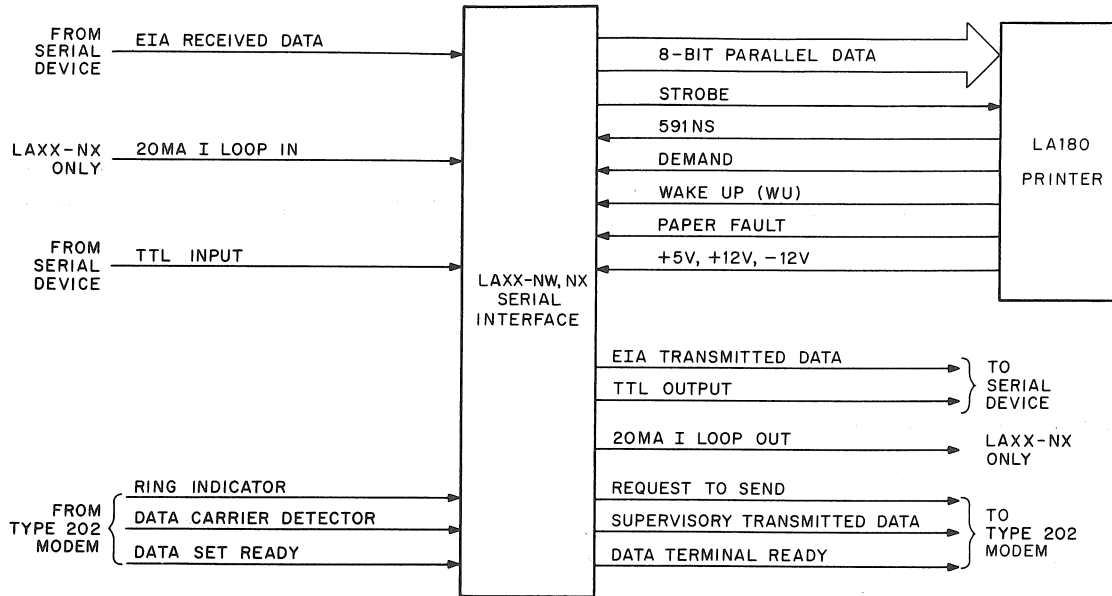 FROM
SERIAL
DEVICE
EIA RECEIVED DATA
LAXX-NX
ONLY
20MA I LOOP IN
FROM
SERIAL
DEVICE
TTL INPUT
FROM
TYPE 202
MODEM
RING INDICATOR
DATA CARRIER DETECTOR
DATA SET READY
LAXX-NW, NX
SERIAL
INTERFACE
8-BIT PARALLEL DATA
STROBE
591NS
DEMAND
WAKE UP (WU)
PAPER FAULT
+5V, +12V, -12V
LA180
PRINTER
EIA TRANSMITTED DATA
TTL OUTPUT
TO
SERIAL
DEVICE
20MA I LOOP OUT
LAXX-NX
ONLY
REQUEST TO SEND
SUPERVISORY TRANSMITTED DATA
DATA TERMINAL READY
TO
TYPE 202
MODEM